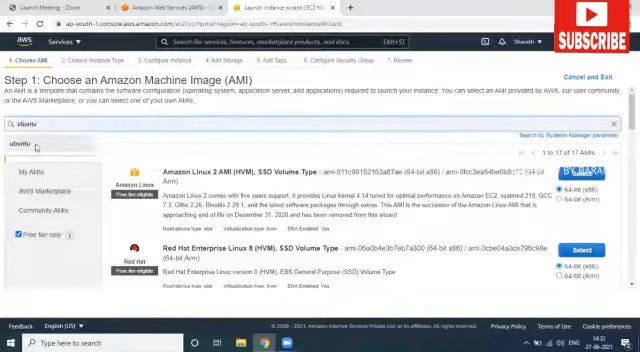 Launch Meeting - Zoom
Amazon Web Services (AWS) - C
Launch instance wizard | EC2 M
ap-south-1.console.aws.amazon.com/ec2/v2/home?region=ap-south-1#LaunchInstanceWizard:
SUBSCRIBE
aws
Services
Search for services, features, marketplace products, and docs
[Alt+S]
Sharath
1. Choose AMI
2. Choose Instance Type
3. Configure Instance
4. Add Storage
5. Add Tags
6. Configure Security Group
7. Review
Step 1: Choose an Amazon Machine Image (AMI)
Cancel and Exit
An AMI is a template that contains the software configuration (operating system, application server, and applications) required to launch your instance. You can select an AMI provided by AWS, our user community,
or the AWS Marketplace; or you can select one of your own AMIs.
ubuntu
Search by Systems Manager parameter
ubuntu
1 to 17 of 17 AMIs
My AMIs
AWS Marketplace
Community AMIs
Free tier only
Amazon Linux
Free tier eligible
Amazon Linux 2 AMI (HVM), SSD Volume Type
(64-bit x86) /
Arm)
Select
64-bit (x86)
64-bit (Arm)
Amazon Linux 2 comes with five years support. It provides Linux kernel 4.14 tuned for optimal performance on Amazon EC2, systemd 219, GCC
7.3, Glibc 2.26, Binutils 2.29.1, and the latest software packages through extras. This AMI is the successor of the Amazon Linux AMI that is
approaching end of life on December 31, 2020 and has been removed from this wizard.
Root device type: ebs
Virtualization type: hvm
ENA Enabled: Yes
Red Hat
Free tier eligible
Red Hat Enterprise Linux 8 (HVM), SSD Volume Type
(64-bit Arm)
Select
64-bit (x86)
64-bit (Arm)
Red Hat Enterprise Linux version 8 (HVM), EBS General Purpose (SSD) Volume Type
Root device type: ebs
Virtualization type: hvm
ENA Enabled: Yes
Feedback
English (US)
© 2008 - 2021, Amazon Internet Services Private Ltd. or its affiliates. All rights reserved.
Privacy Policy
Terms of Use
Cookie preferences
Type here to search
ENG
14:32
27-06-2021